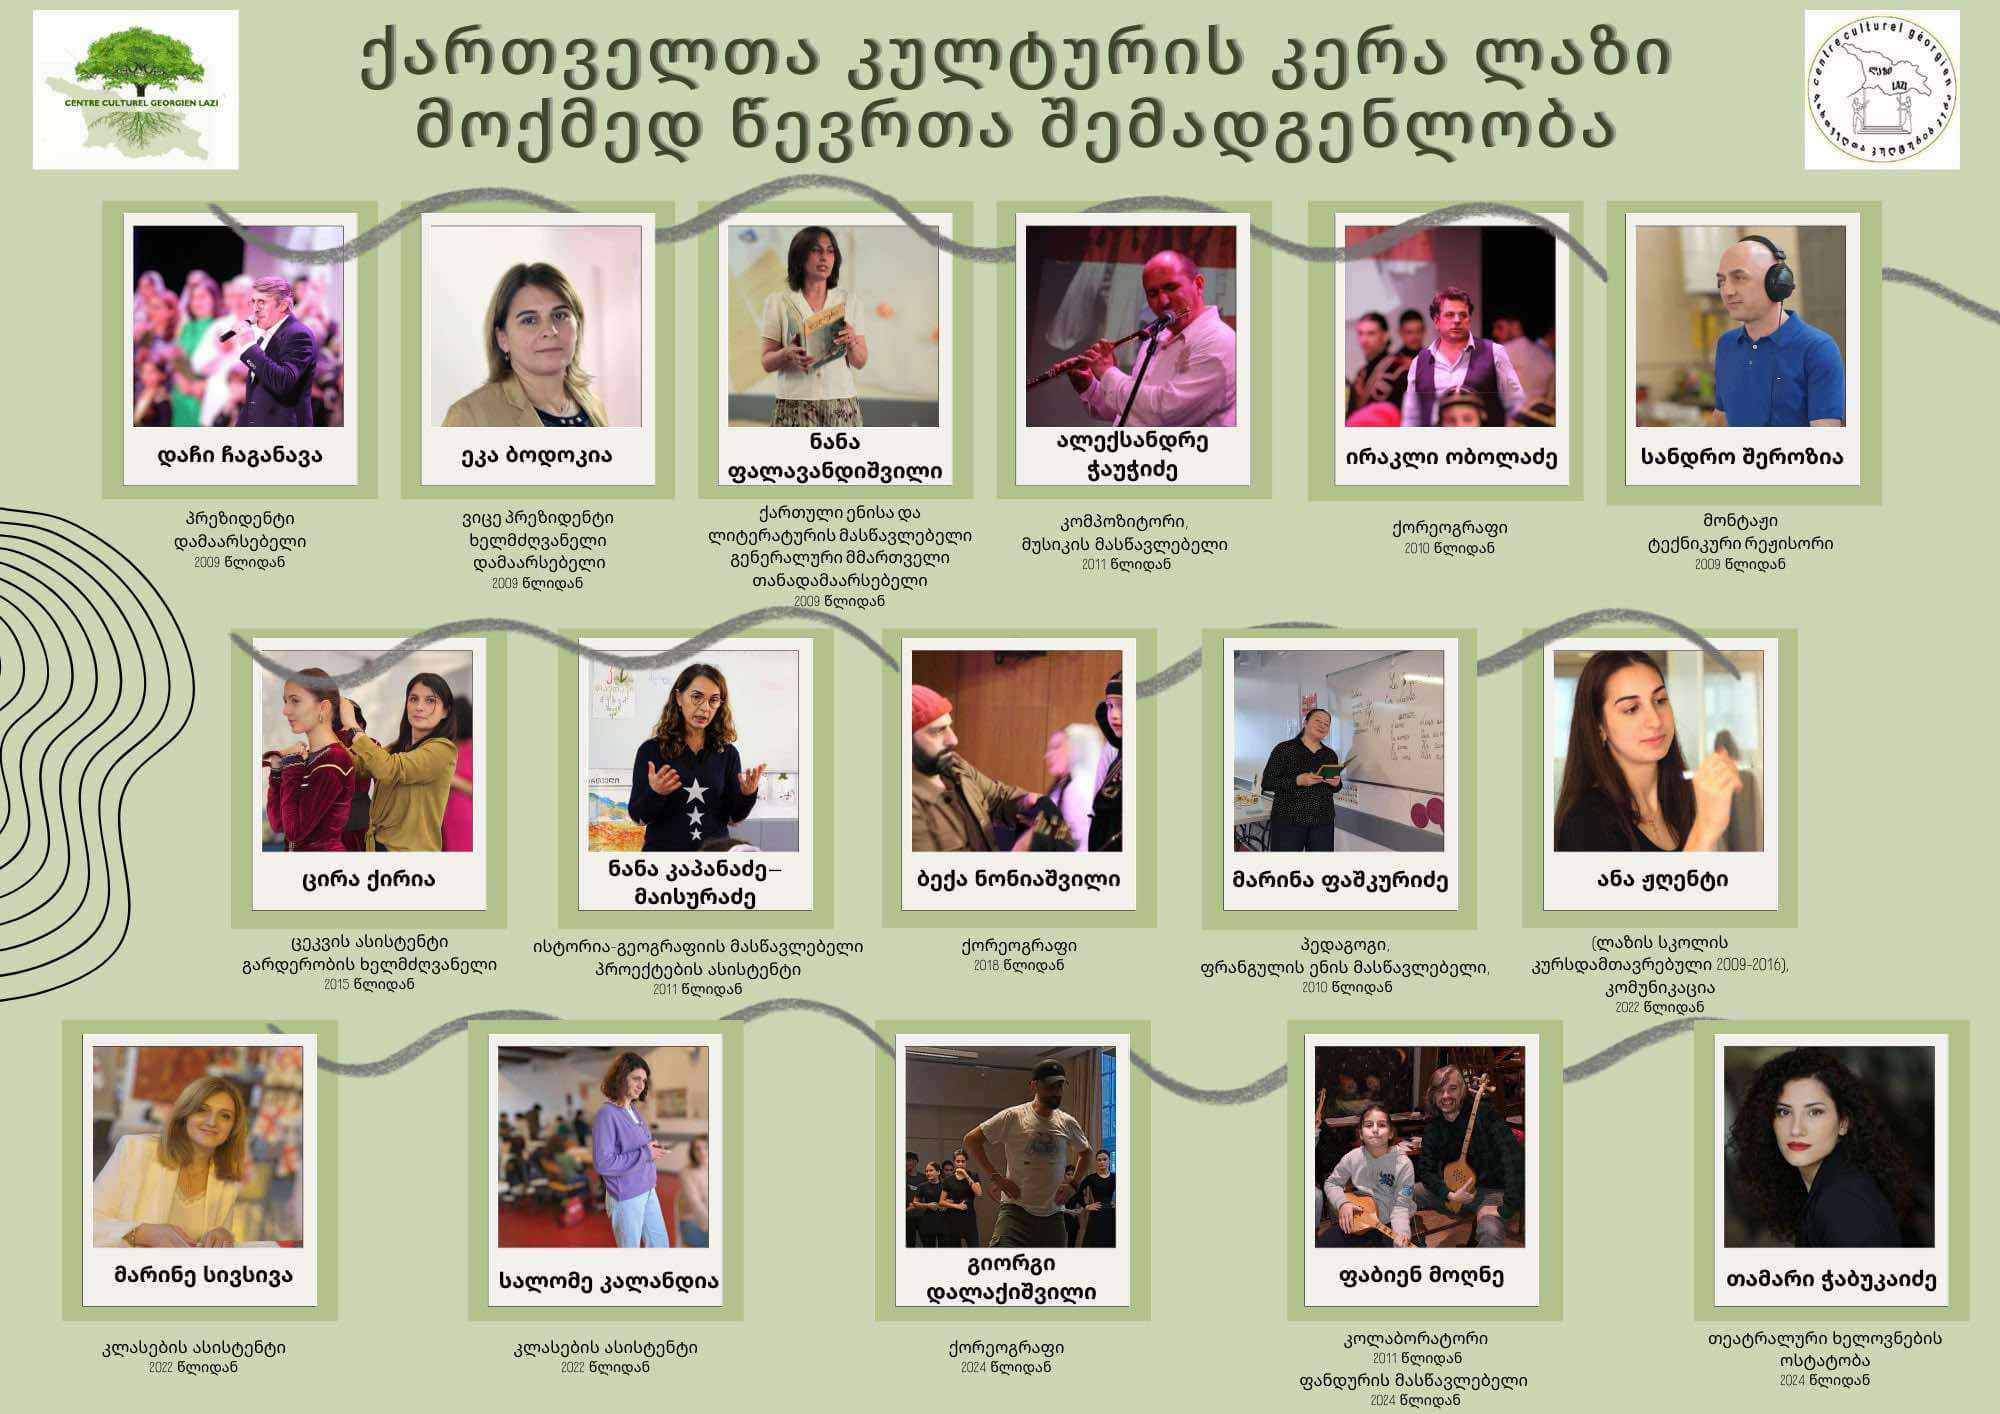 CENTRE CULTUREL GEORGIEN LAZI
ქართველთა კულტურის კერა ლაზი
მოქმედ წევრთა შემადგენლობა
centre culturel géorgien
ლაზი
LAZI
დაჩი ჩაგანავა
პრეზიდენტი
დამაარსებელი
2009 წლიდან
ეკა ბოდოკია
ვიცე პრეზიდენტი
ხელმძღვანელი
დამაარსებელი
2009 წლიდან
ნანა
ფალავანდიშვილი
ქართული ენისა და
ლიტერატურის მასწავლებელი
გენერალური მმართველი
თანადამაარსებელი
2009 წლიდან
ალექსანდრე
ჭაუჭიძე
კომპოზიტორი,
მუსიკის მასწავლებელი
2011 წლიდან
ირაკლი ობოლაძე
ქორეოგრაფი
2010 წლიდან
სანდრო შეროზია
მონტაჟი
ტექნიკური რეჟისორი
2009 წლიდან
ცირა ქირია
ცეკვის ასისტენტი
გარდერობის ხელმძღვანელი
2015 წლიდან
ნანა კაპანაძე–
მაისურაძე
ისტორია-გეოგრაფიის მასწავლებელი
პროექტების ასისტენტი
2011 წლიდან
ბექა ნონიაშვილი
ქორეოგრაფი
2018 წლიდან
მარინა ფაშკურიძე
პედაგოგი,
ფრანგულის ენის მასწავლებელი,
2010 წლიდან
ანა ჟღენტი
(ლაზის სკოლის
კურსდამთავრებული 2009-2016),
კომუნიკაცია
2022 წლიდან
მარინე სივსივა
კლასების ასისტენტი
2022 წლიდან
სალომე კალანდია
კლასების ასისტენტი
2022 წლიდან
გიორგი
დალაქიშვილი
ქორეოგრაფი
2024 წლიდან
ფაბიენ მოღნე
კოლაბორატორი
2011 წლიდან
ფანდურის მასწავლებელი
2024 წლიდან
თამარი ჭაბუკაიძე
თეატრალური ხელოვნების
ოსტატობა
2024 წლიდან